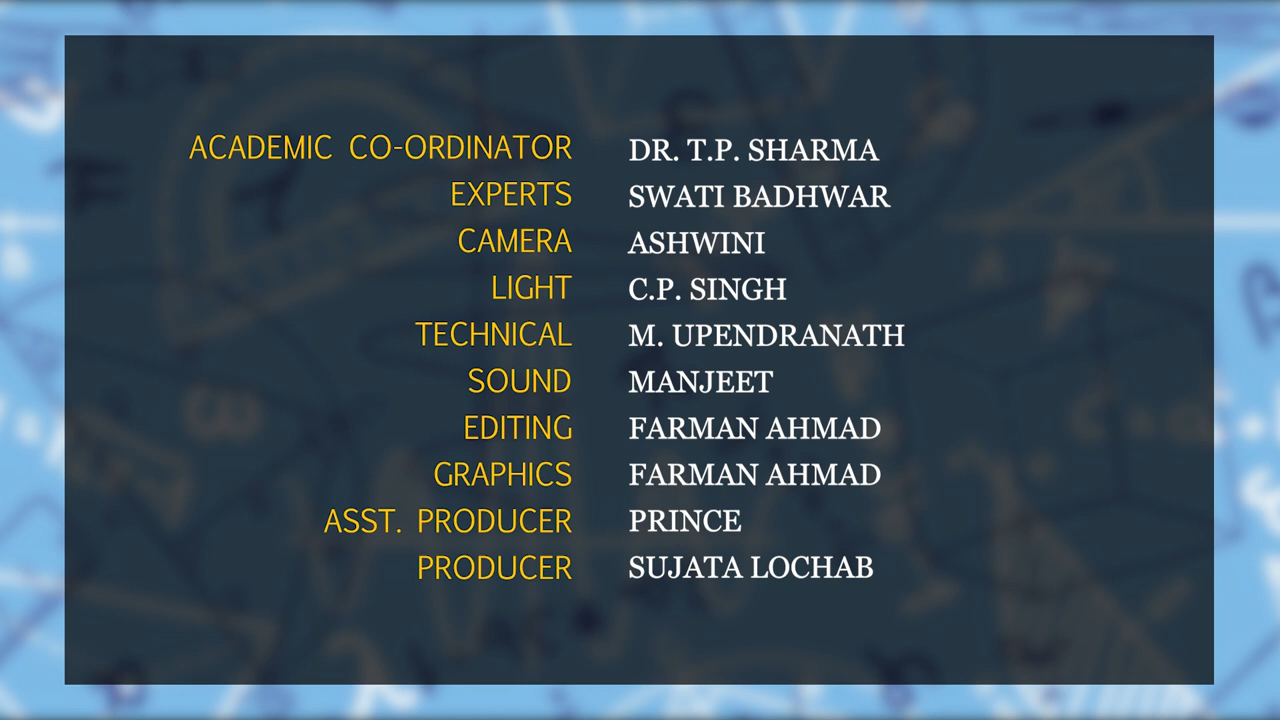 ACADEMIC CO-ORDINATOR DR. T.P. SHARMA
EXPERTS SWATI BADHWAR
CAMERA ASHWINI
LIGHT C.P. SINGH
TECHNICAL M. UPENDRANATH
SOUND MANJEET
EDITING FARMAN AHMAD
GRAPHICS FARMAN AHMAD
ASST. PRODUCER PRINCE
PRODUCER SUJATA LOCHAB